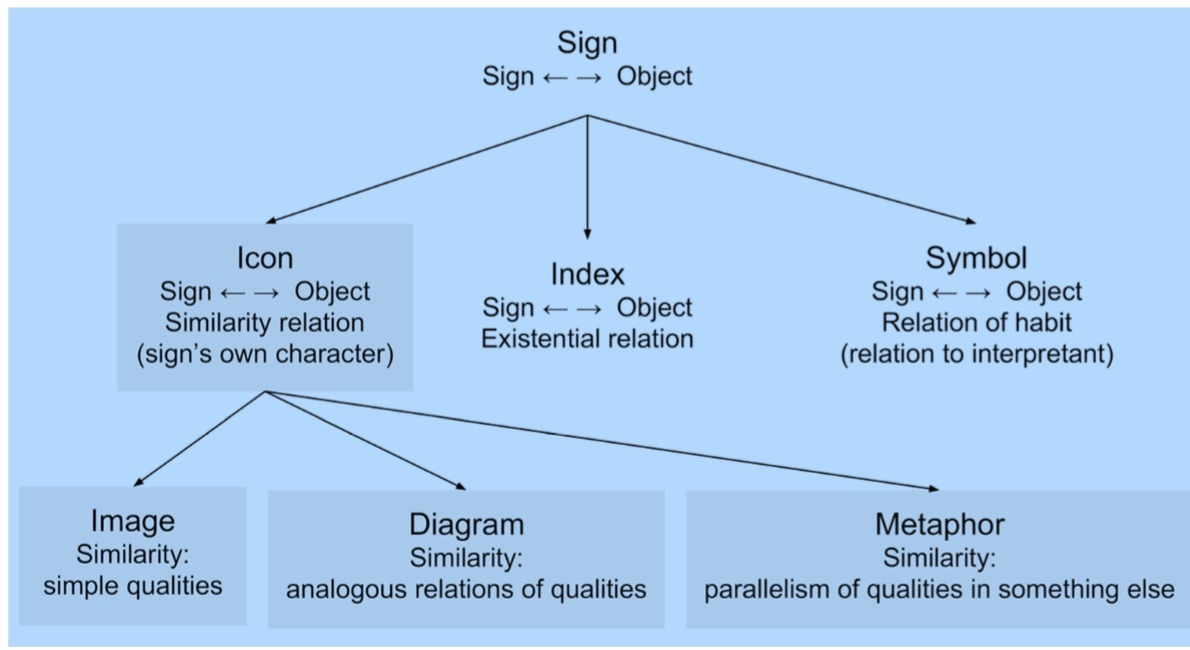 Sign
Sign ← → Object
Icon
Sign ← → Object
Similarity relation
(sign's own character)
Index
Sign ← → Object
Existential relation
Symbol
Sign ← → Object
Relation of habit
(relation to interpretant)
Image
Similarity:
simple qualities
Diagram
Similarity:
analogous relations of qualities
Metaphor
Similarity:
parallelism of qualities in something else